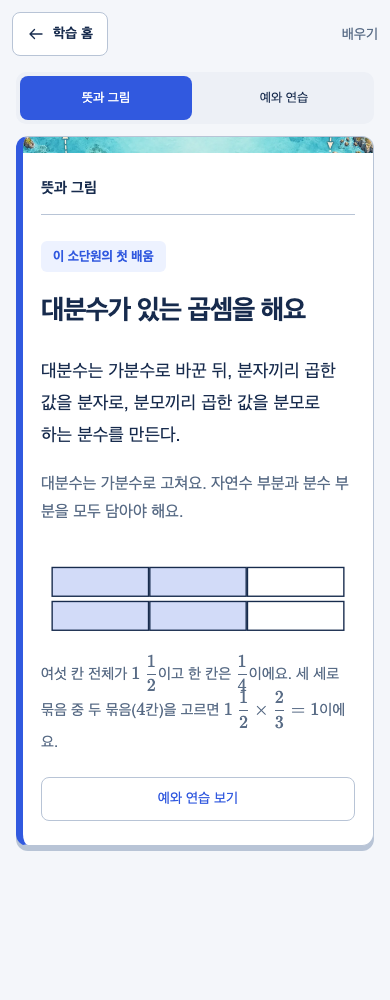 ← 학습 홈
배우기
뜻과 그림
예와 연습
뜻과 그림
이 소단원의 첫 배움
대분수가 있는 곱셈을 해요
대분수는 가분수로 바꾼 뒤, 분자끼리 곱한
값을 분자로, 분모끼리 곱한 값을 분모로
하는 분수를 만든다.
대분수는 가분수로 고쳐요. 자연수 부분과 분수 부
분을 모두 담아야 해요.
여섯 칸 전체가 1 1/2이고 한 칸은 1/4이에요. 세 세로
묶음 중 두 묶음(4칸)을 고르면 1 1/2 × 2/3 = 1이에
요.
예와 연습 보기